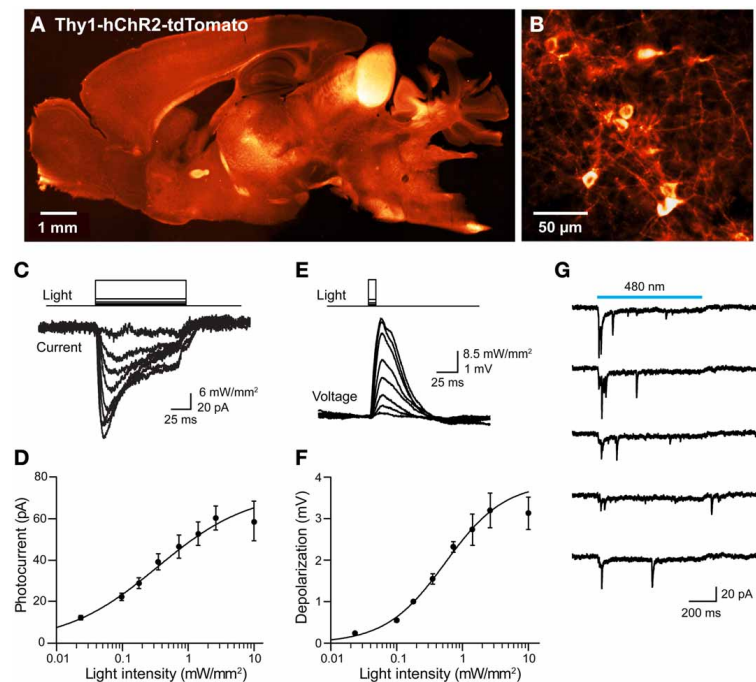 A Thy1-hChR2-tdTomato
1 mm
B
50 µm
C
Light
Current
6 mW/mm²
20 pA
25 ms
E
Light
Voltage
8.5 mW/mm²
1 mV
25 ms
G
480 nm
20 pA
200 ms
D
Photocurrent (pA)
80
60
40
20
0
0.01
0.1
1
10
Light intensity (mW/mm²)
F
Depolarization (mV)
4
3
2
1
0
0.01
0.1
1
10
Light intensity (mW/mm²)